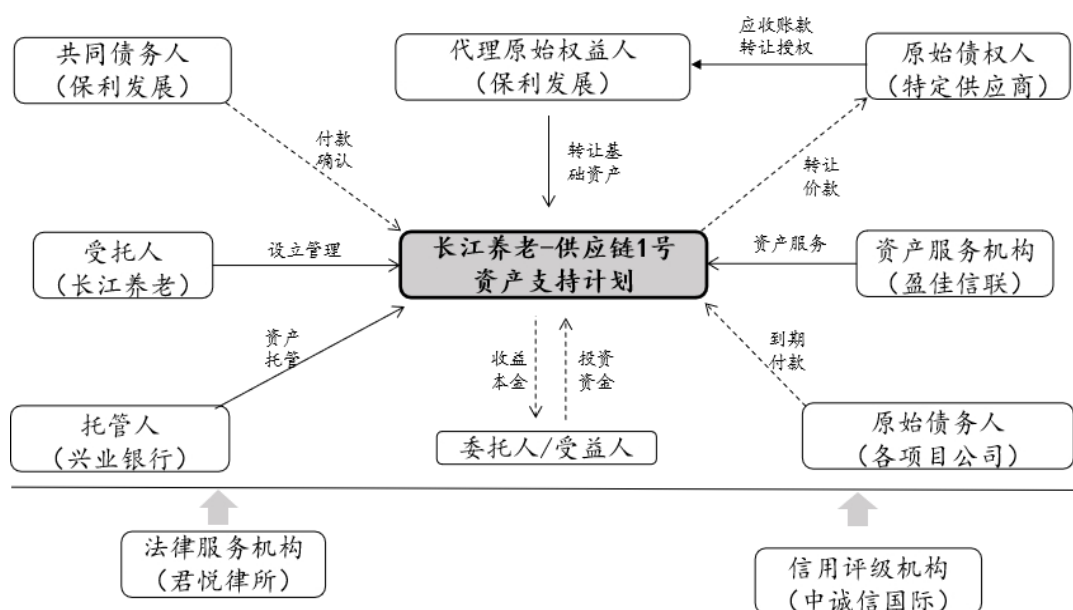 共同债务人
（保利发展）
代理原始权益人
（保利发展）
应收账款
转让授权
原始债权人
（特定供应商）
付款
确认
转让基
础资产
转让
价款
受托人
（长江养老）
设立管理
长江养老-供应链1号
资产支持计划
资产服务
资产服务机构
（盈佳信联）
资产
托管
收益
本金
投资
资金
到期
付款
托管人
（兴业银行）
委托人/受益人
原始债务人
（各项目公司）
法律服务机构
（君悦律所）
信用评级机构
（中诚信国际）